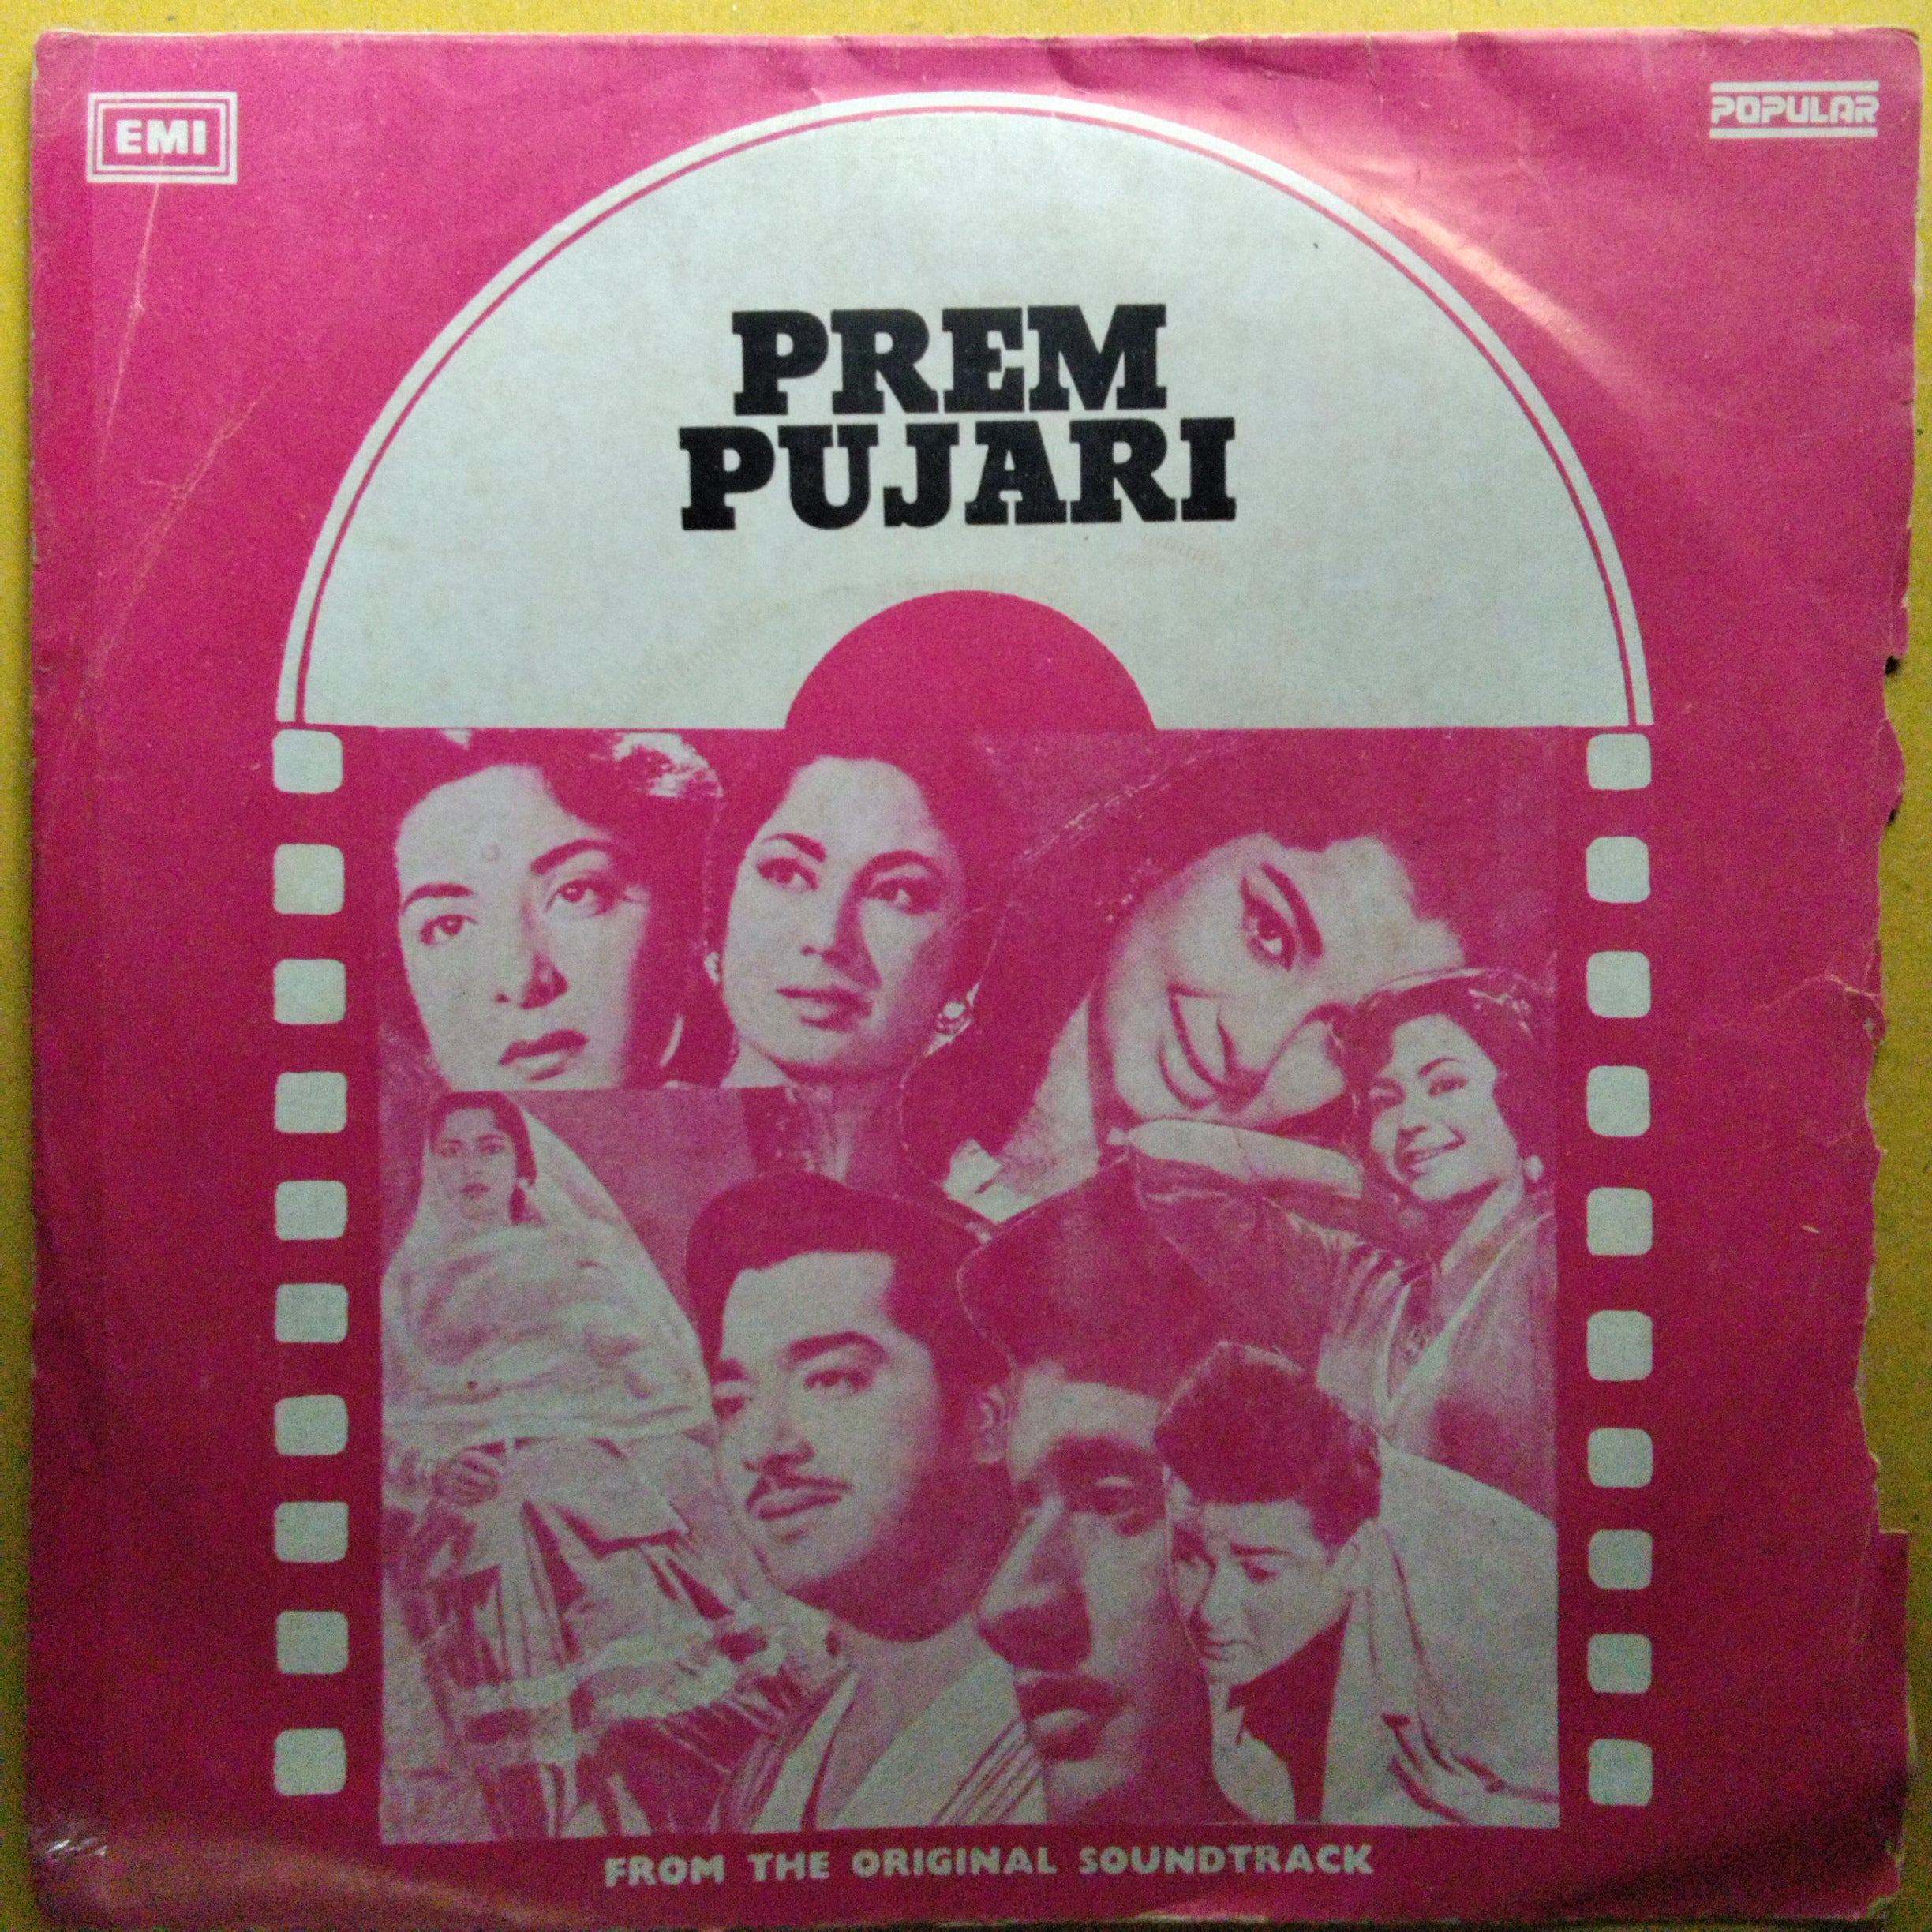 EMI
POPULAR
PREM
PUJARI
FROM THE ORIGINAL SOUNDTRACK